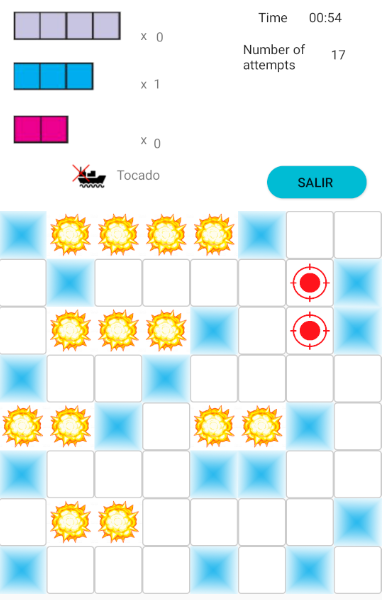 Time 00:54
x 0
Number of
attempts 17
x 1
x 0
Tocado
SALIR